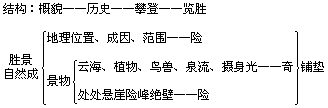 结构：概貌——历史——攀登——览胜
地理位置、成因、范围——险
胜景
自然成
景物
云海、植物、鸟兽、泉流、摄身光——奇
处处悬崖险峰绝壁——险
铺垫